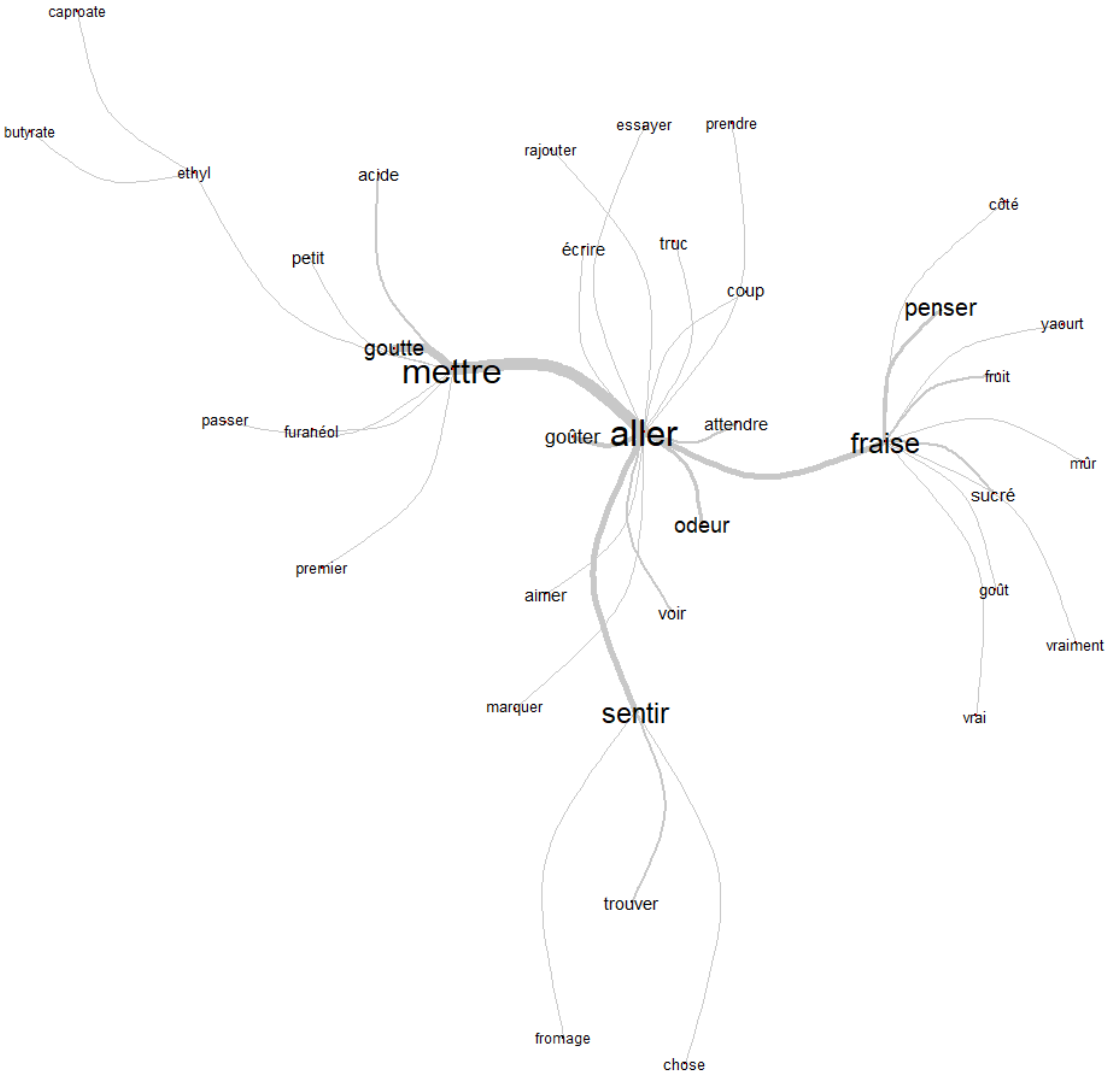 caproate
butyrate
essayer
prendre
rajouter
ethyl
acide
côté
écrire
truc
petit
coup
penser
yaourt
goutte
mettre
fruit
passer
furanéol
goûter
aller
attendre
fraise
mûr
sucré
odeur
premier
aimer
voir
goût
vraiment
marquer
sentir
vrai
trouver
fromage
chose